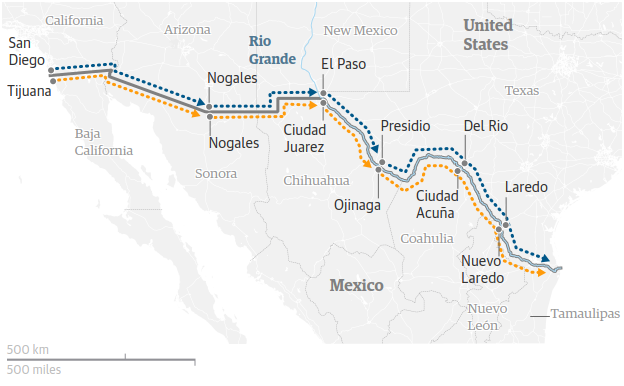 California
Arizona
New Mexico
United
States
San
Diego
Rio
Grande
El Paso
Nogales
Tijuana
Texas
Baja
California
Nogales
Ciudad
Juarez
Presidio
Del Rio
Sonora
Chihuahua
Ojinaga
Ciudad
Acuña
Laredo
Coahulia
Mexico
Nuevo
Laredo
Nuevo
León
Tamaulipas
500 km
500 miles